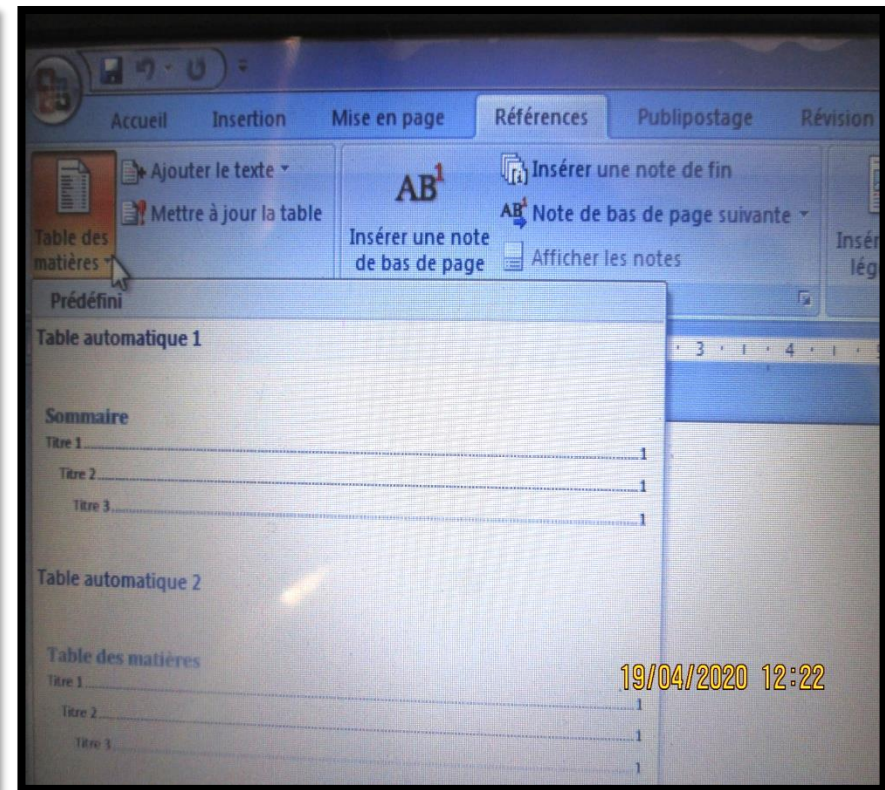 Accueil Insertion Mise en page Références Publipostage Révision
Table des matières
Ajouter le texte
Mettre à jour la table
AB1
Insérer une note
de bas de page
Insérer une note de fin
AB1 Note de bas de page suivante
Afficher les notes
Prédéfini
3 4
Table automatique 1
Sommaire
Titre 1 1
Titre 2 1
Titre 3 1
Table automatique 2
Table des matières
Titre 1 1
Titre 2 1
Titre 3 1
19/04/2020 12:22